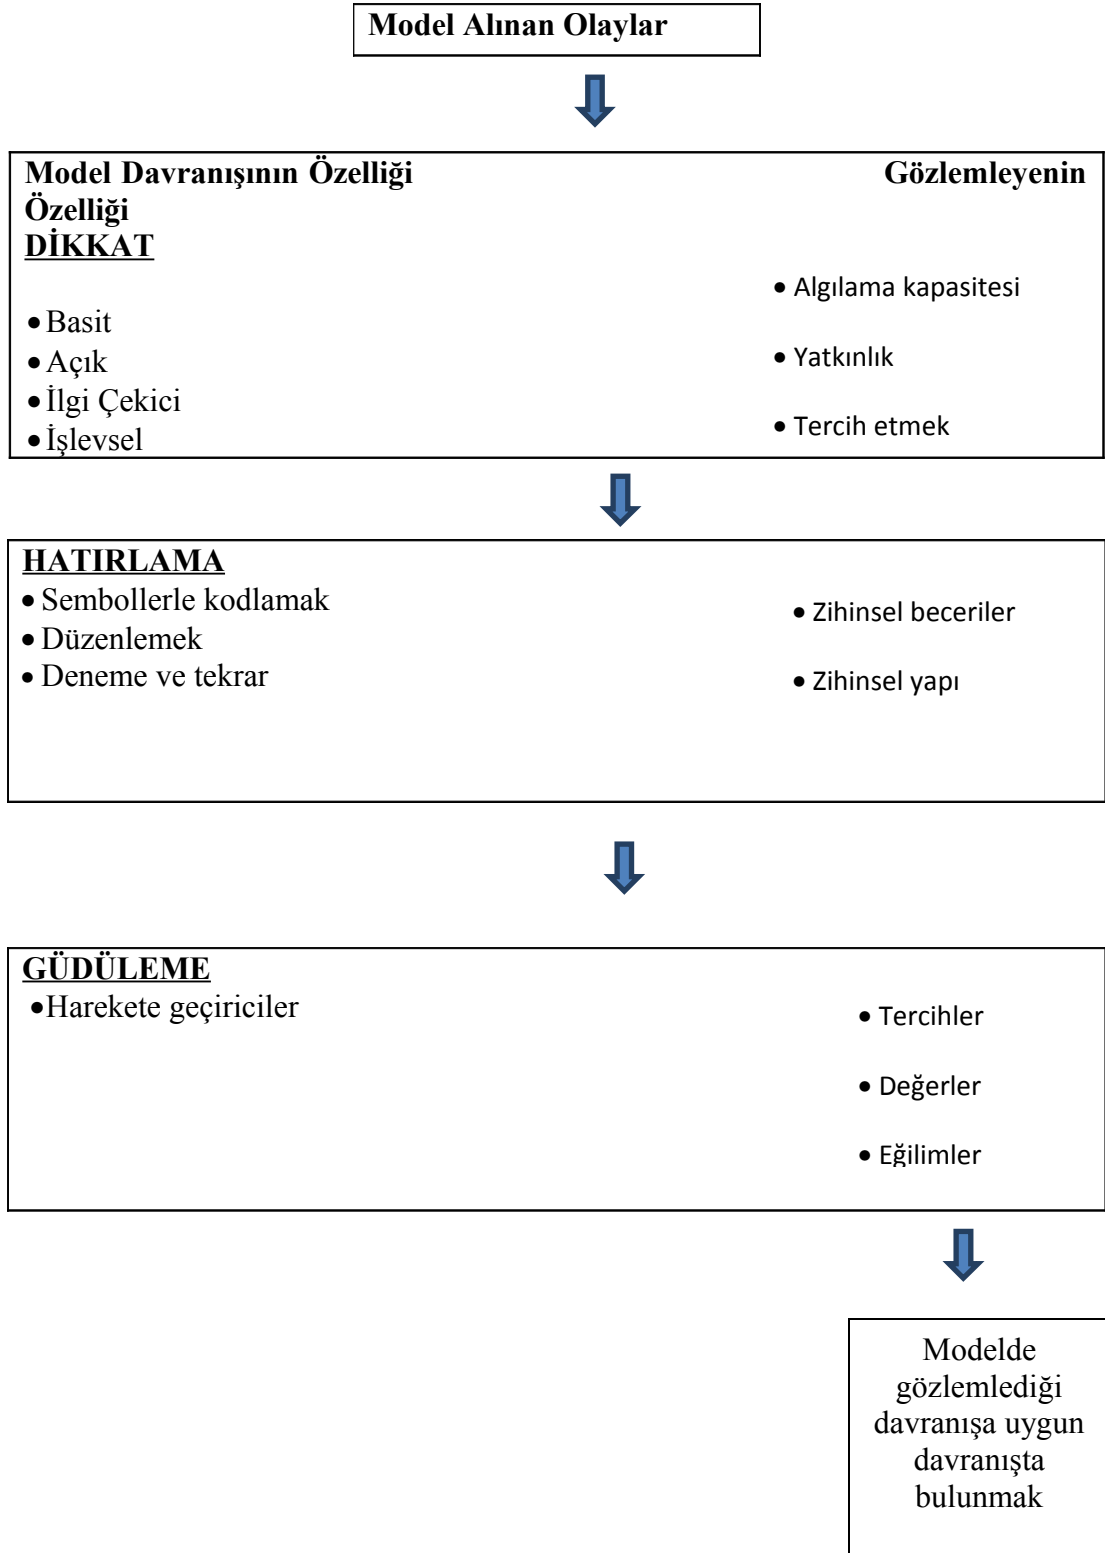 Model Alınan Olaylar
Model Davranışının Özelliği Gözlemleyenin
Özelliği
DİKKAT
• Basit
• Açık
• İlgi Çekici
• İşlevsel
• Algılama kapasitesi
• Yatkınlık
• Tercih etmek
HATIRLAMA
• Sembollerle kodlamak
• Düzenlemek
• Deneme ve tekrar
• Zihinsel beceriler
• Zihinsel yapı
GÜDÜLEME
• Harekete geçiriciler
• Tercihler
• Değerler
• Eğilimler
Modelde
gözlemlediği
davranışa uygun
davranışta
bulunmak